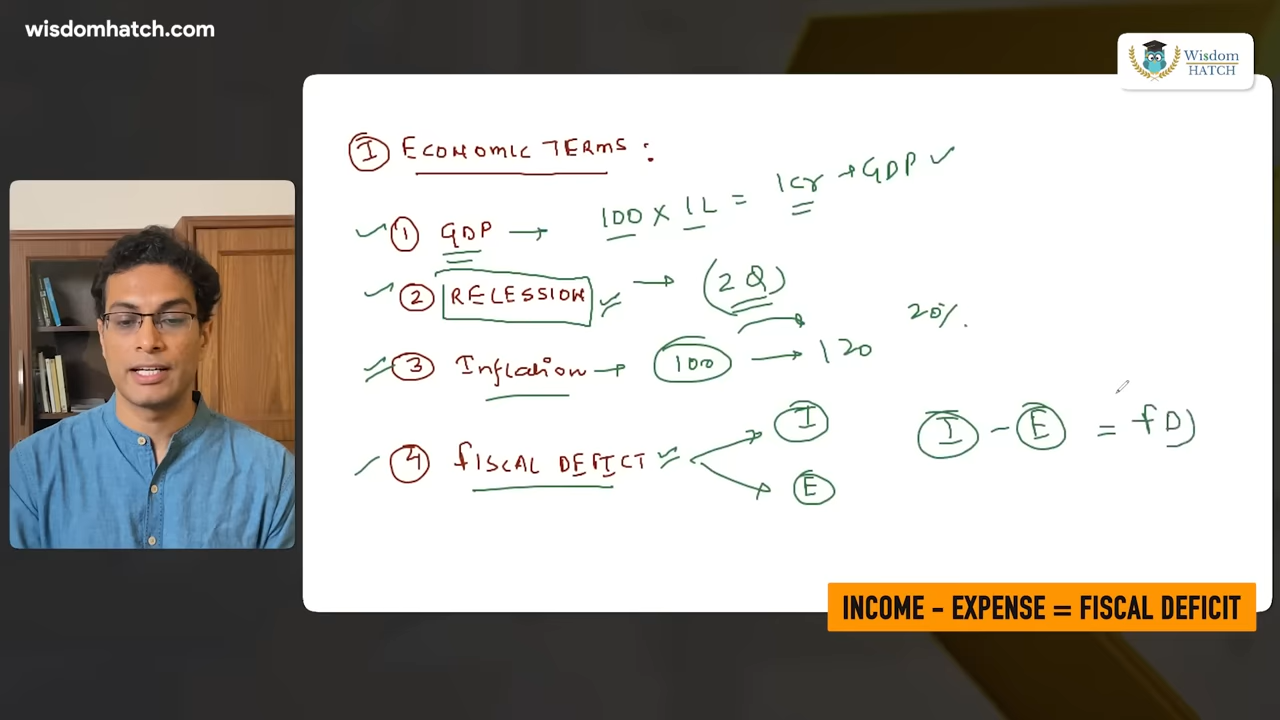 wisdomhatch.com
Wisdom
HATCH
I ECONOMIC TERMS:
1 GDP → 100 x 1L = 1Cr → GDP ✓
2 RELESSION → (2Q)
3 Inflation → 100 → 120 20%.
4 fISCAL DEFICT I
E
I - E = fD
INCOME - EXPENSE = FISCAL DEFICIT